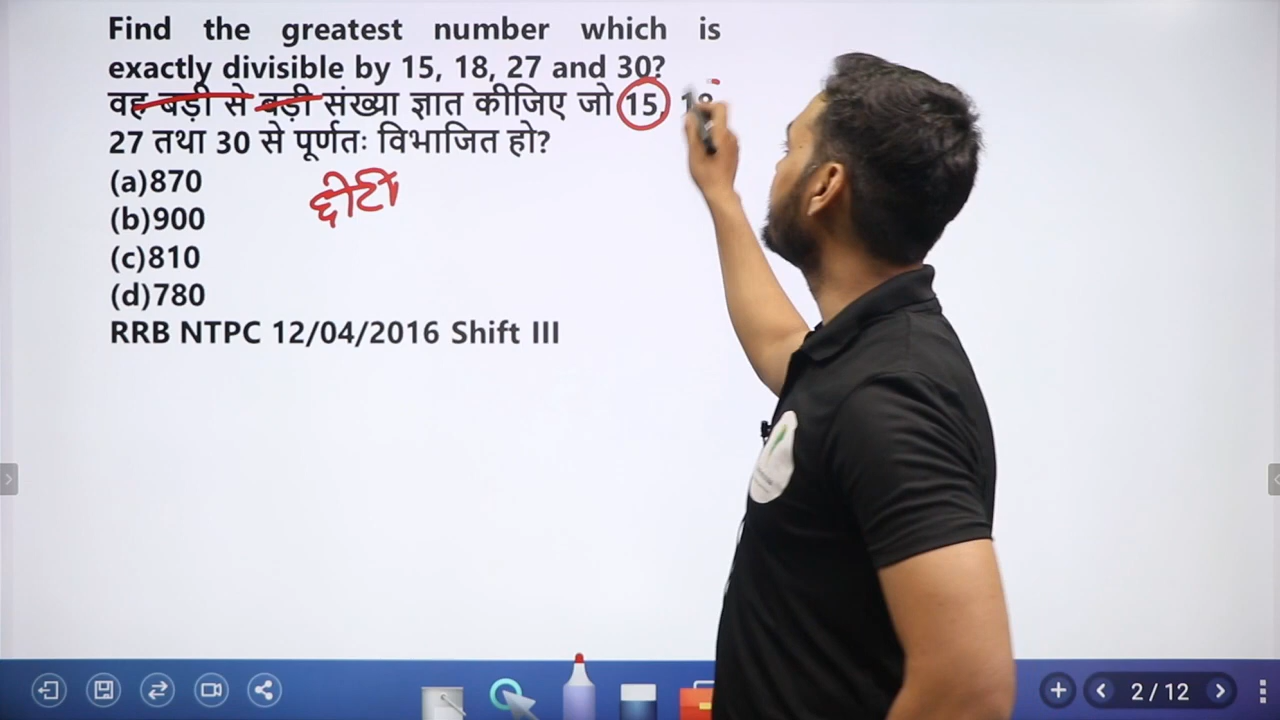 Find the greatest number which is
exactly divisible by 15, 18, 27 and 30?
वह बड़ी से बड़ी संख्या ज्ञात कीजिए जो 15, 18
27 तथा 30 से पूर्णतः विभाजित हो?
छोटी
(a)870
(b)900
(c)810
(d)780
RRB NTPC 12/04/2016 Shift III
2 / 12